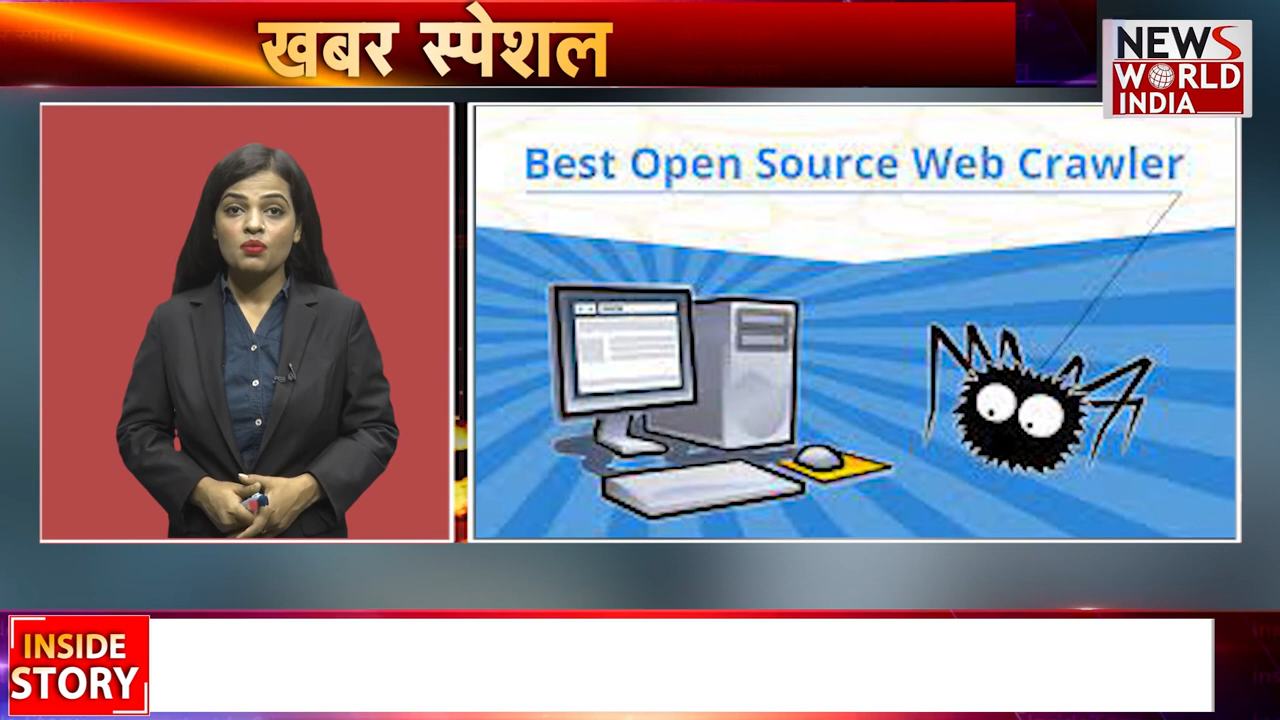 खबर स्पेशल
NEWS
WORLD
INDIA
Best Open Source Web Crawler
INSIDE
STORY